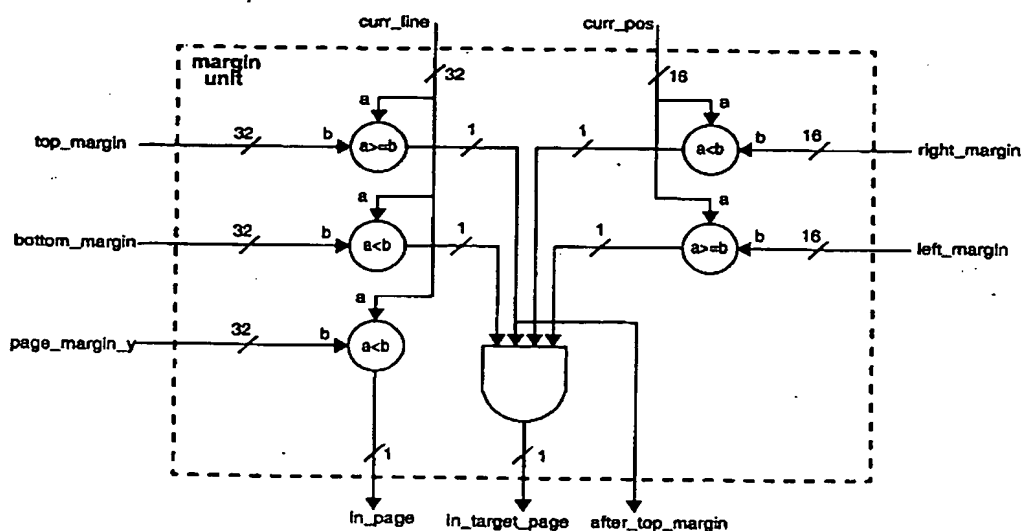 curr_line curr_pos
margin
unit
32 16
a a
top_margin 32 b a>=b 1 1 a<b b 16 right_margin
a a
bottom_margin 32 b a<b 1 1 a>=b b 16 left_margin
a
page_margin_y 32 b a<b
1 1
in_page in_target_page after_top_margin